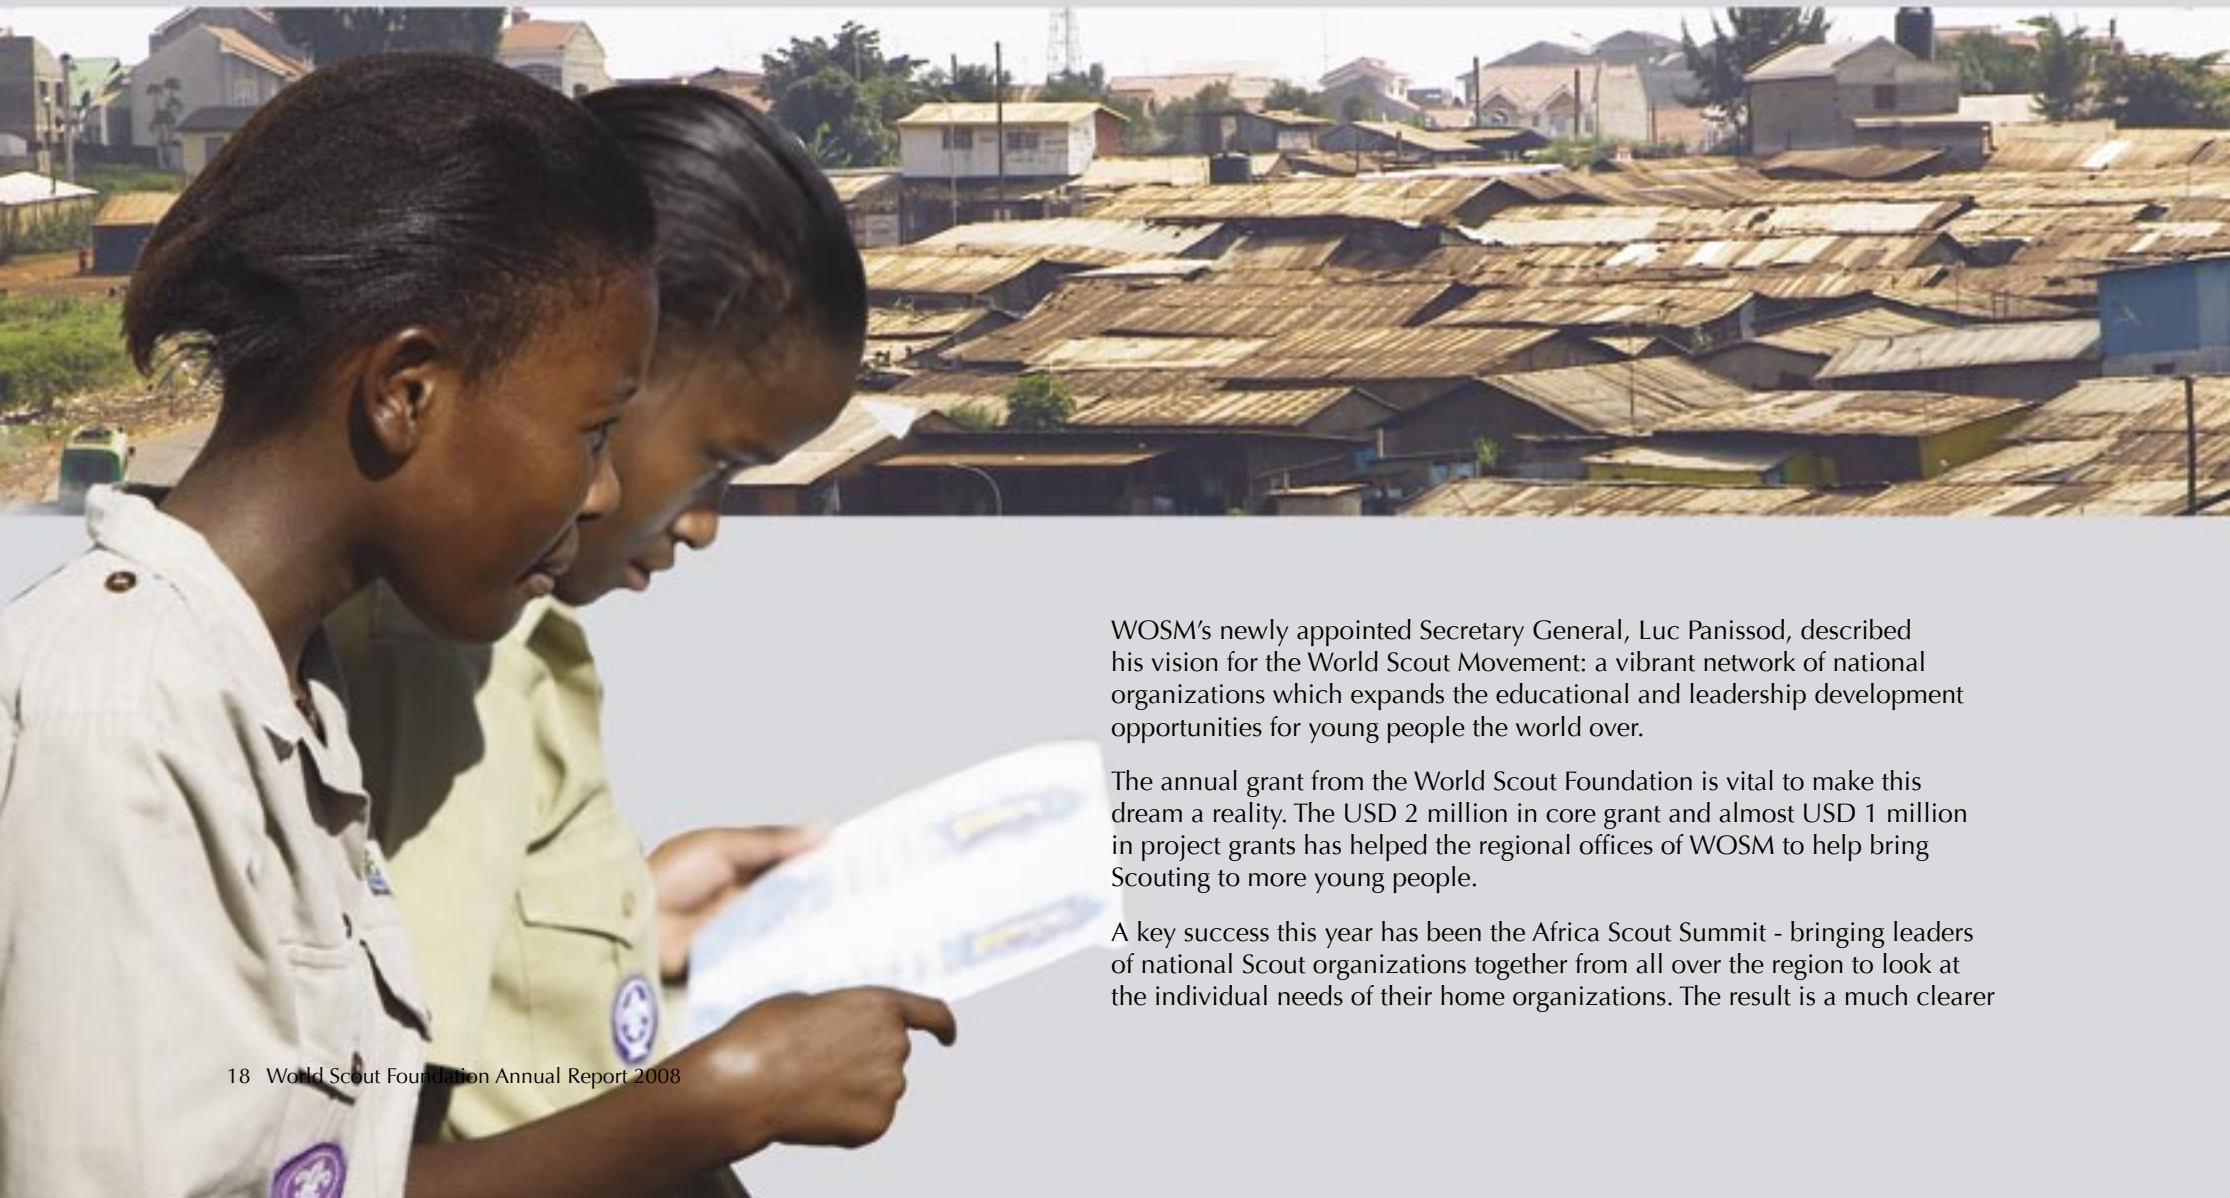 WOSM’s newly appointed Secretary General, Luc Panissod, described
his vision for the World Scout Movement: a vibrant network of national
organizations which expands the educational and leadership development
opportunities for young people the world over.
The annual grant from the World Scout Foundation is vital to make this
dream a reality. The USD 2 million in core grant and almost USD 1 million
in project grants has helped the regional offices of WOSM to help bring
Scouting to more young people.
A key success this year has been the Africa Scout Summit - bringing leaders
of national Scout organizations together from all over the region to look at
the individual needs of their home organizations. The result is a much clearer
18 World Scout Foundation Annual Report 2008